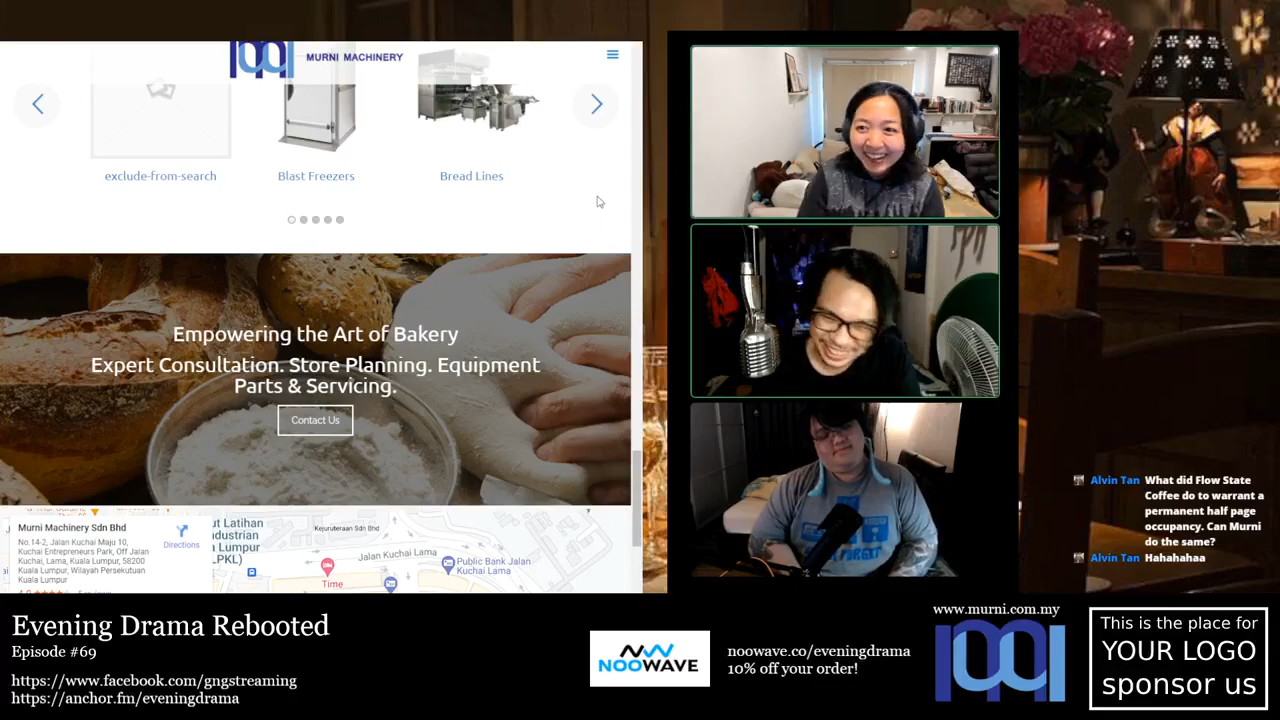 MURNI MACHINERY
exclude-from-search
Blast Freezers
Bread Lines
Empowering the Art of Bakery
Expert Consultation. Store Planning. Equipment
Parts & Servicing.
Contact Us
Murni Machinery Sdn Bhd
No.14-2, Jalan Kuchai Maju 10,
Kuchai Entrepreneurs Park, Off Jalan
Kuchai, Lama, Kuala Lumpur, 58200
Kuala Lumpur, Wilayah Persekutuan
Kuala Lumpur
Directions
ut Latihan
dustrian
a Lumpur
PKL)
Kejuruteraan Sdn Bhd
Jalan Kuchai Lama
Time
Public Bank Jalan
Kuchai Lama
Alvin Tan What did Flow State
Coffee do to warrant a
permanent half page
occupancy. Can Murni
do the same?
Alvin Tan Hahahahaa
Evening Drama Rebooted
Episode #69
https://www.facebook.com/gngstreaming
https://anchor.fm/eveningdrama
NOOWAVE
noowave.co/eveningdrama
10% off your order!
www.murni.com.my
This is the place for
YOUR LOGO
sponsor us